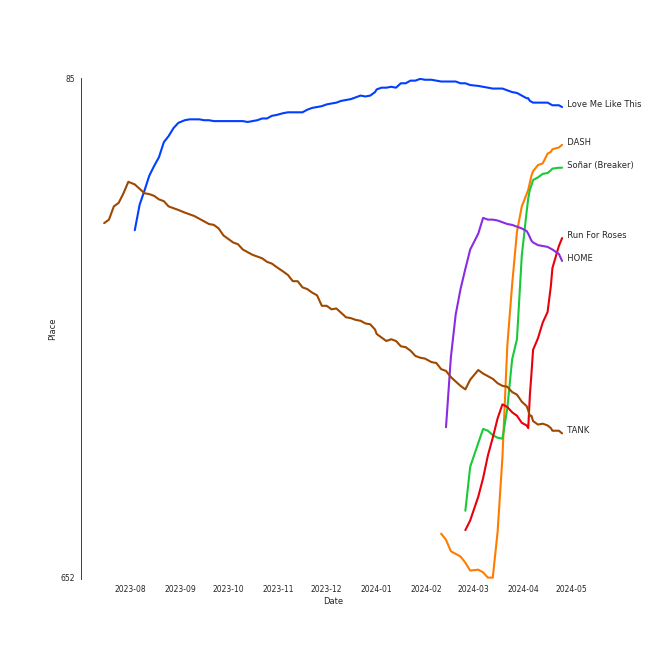 85
Love Me Like This
DASH
Soñar (Breaker)
Run For Roses
HOME
Place
TANK
652
2023-08 2023-09 2023-10 2023-11 2023-12 2024-01 2024-02 2024-03 2024-04 2024-05
Date